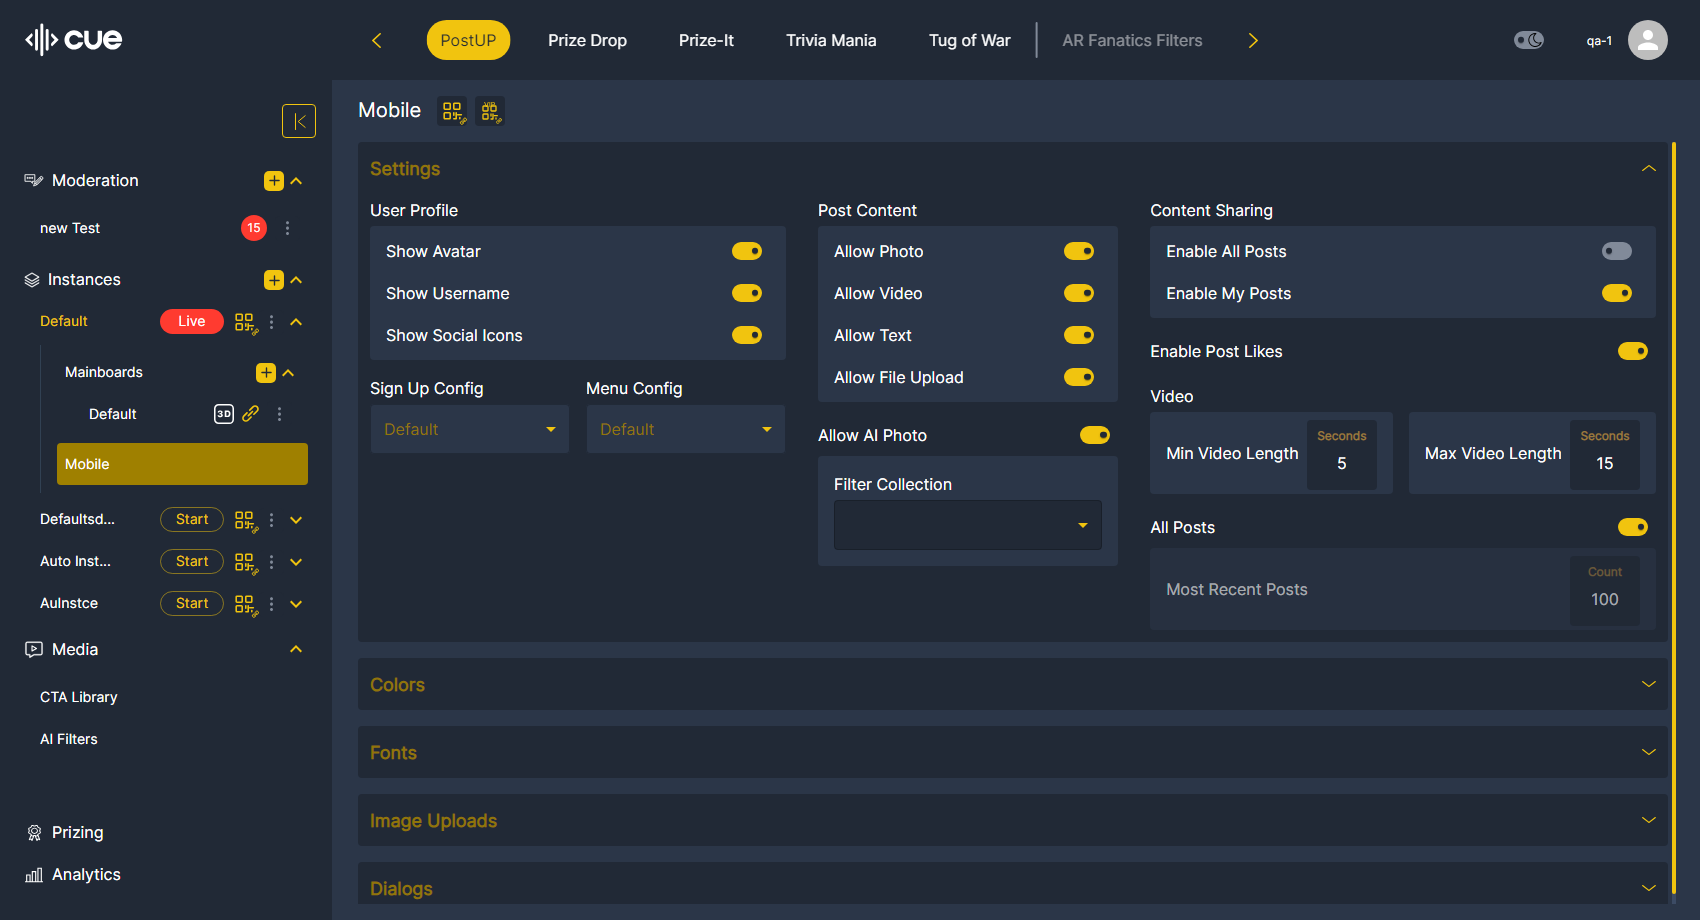 cue
PostUP
Prize Drop
Prize-It
Trivia Mania
Tug of War
AR Fanatics Filters
qa-1
Moderation
new Test
15
Instances
Default
Live
Mainboards
Default
3D
Mobile
Defaultsd...
Start
Auto Inst...
Start
AuInstce
Start
Media
CTA Library
AI Filters
Prizing
Analytics
Mobile
VIP
Settings
User Profile
Show Avatar
Show Username
Show Social Icons
Sign Up Config
Default
Menu Config
Default
Post Content
Allow Photo
Allow Video
Allow Text
Allow File Upload
Allow AI Photo
Filter Collection
Content Sharing
Enable All Posts
Enable My Posts
Enable Post Likes
Video
Min Video Length
Seconds
5
Max Video Length
Seconds
15
All Posts
Most Recent Posts
Count
100
Colors
Fonts
Image Uploads
Dialogs